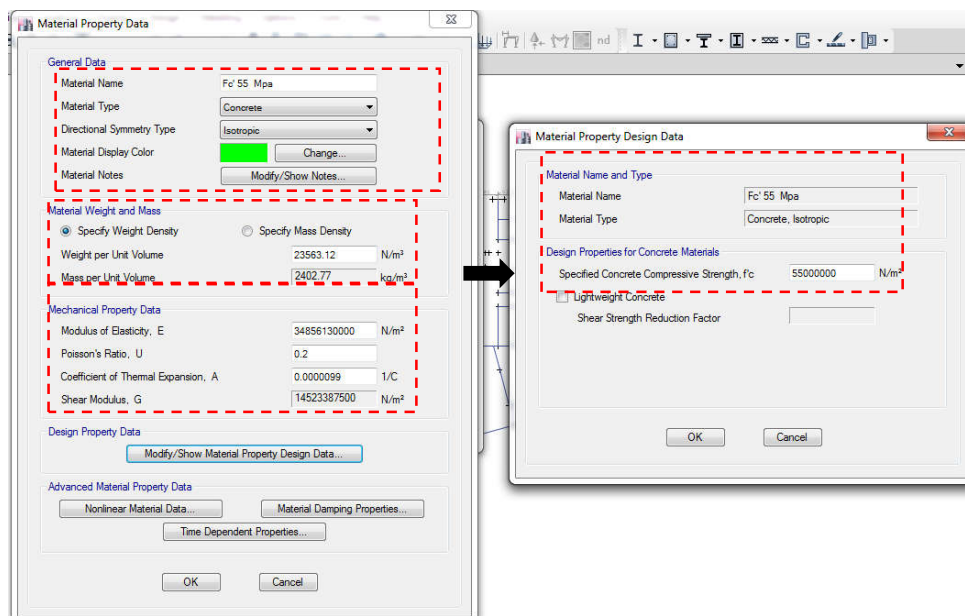 Material Property Data
General Data
Material Name Fc' 55 Mpa
Material Type Concrete
Directional Symmetry Type Isotropic
Material Display Color Change...
Material Notes Modify/Show Notes...
Material Weight and Mass
Specify Weight Density Specify Mass Density
Weight per Unit Volume 23563.12 N/m³
Mass per Unit Volume 2402.77 kg/m³
Mechanical Property Data
Modulus of Elasticity, E 34856130000 N/m²
Poisson's Ratio, U 0.2
Coefficient of Thermal Expansion, A 0.0000099 1/C
Shear Modulus, G 14523387500 N/m²
Design Property Data
Modify/Show Material Property Design Data...
Advanced Material Property Data
Nonlinear Material Data... Material Damping Properties...
Time Dependent Properties...
OK Cancel
nd
Material Property Design Data
Material Name and Type
Material Name Fc' 55 Mpa
Material Type Concrete, Isotropic
Design Properties for Concrete Materials
Specified Concrete Compressive Strength, f'c 55000000 N/m²
Lightweight Concrete
Shear Strength Reduction Factor
OK Cancel